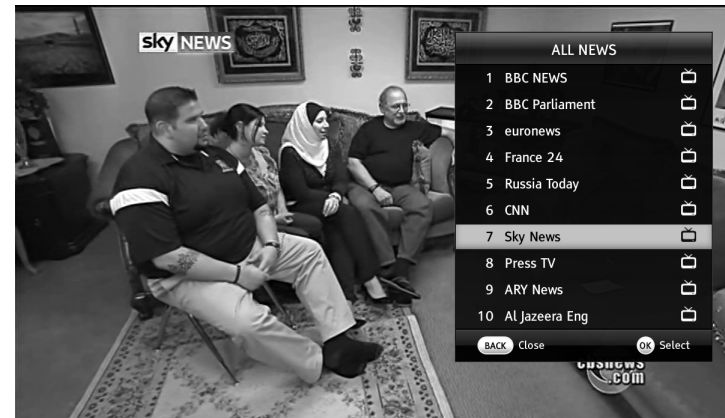 sky NEWS
ALL NEWS
1 BBC NEWS
2 BBC Parliament
3 euronews
4 France 24
5 Russia Today
6 CNN
7 Sky News
8 Press TV
9 ARY News
10 Al Jazeera Eng
BACK Close OK Select
cbsnews
.com